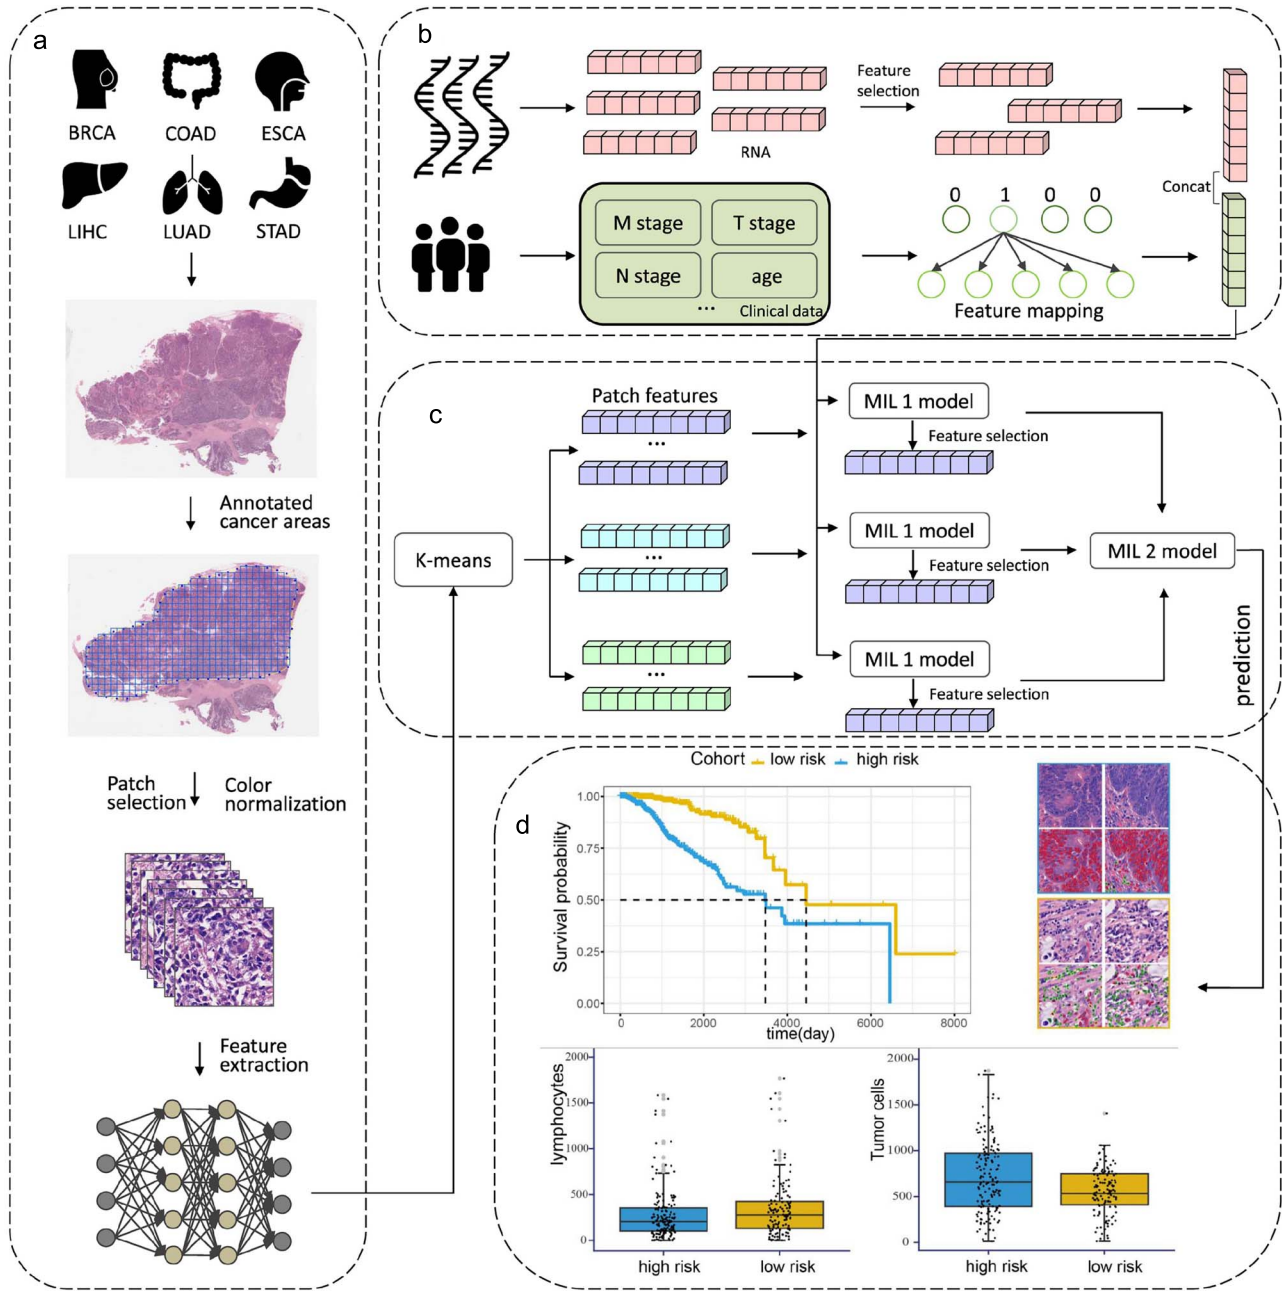 a
BRCA COAD ESCA
LIHC LUAD STAD
Annotated
cancer areas
Patch
selection
Color
normalization
Feature
extraction
b
RNA
Feature
selection
Concat
M stage T stage
N stage age
... Clinical data
0 1 0 0
Feature mapping
c
K-means
Patch features
...
...
...
MIL 1 model
Feature selection
MIL 1 model
Feature selection
MIL 1 model
Feature selection
MIL 2 model
prediction
d
Cohort low risk high risk
Survival probability
1.00
0.75
0.50
0.25
0.00
0 2000 4000 6000 8000
time(day)
lymphocytes
2000
1500
1000
500
0
high risk low risk
Tumor cells
2000
1500
1000
500
0
high risk low risk